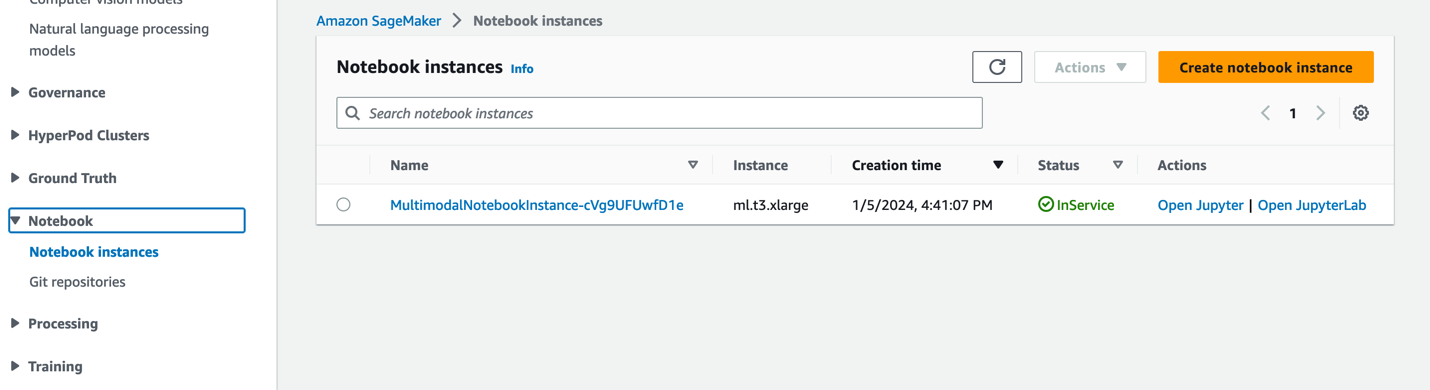 Computer vision models
Natural language processing
models
Governance
HyperPod Clusters
Ground Truth
Notebook
Notebook instances
Git repositories
Processing
Training
Amazon SageMaker > Notebook instances
Notebook instances Info
Actions
Create notebook instance
Search notebook instances
1
Name Instance Creation time Status Actions
MultimodalNotebookInstance-cVg9UFUwfD1e ml.t3.xlarge 1/5/2024, 4:41:07 PM InService Open Jupyter | Open JupyterLab